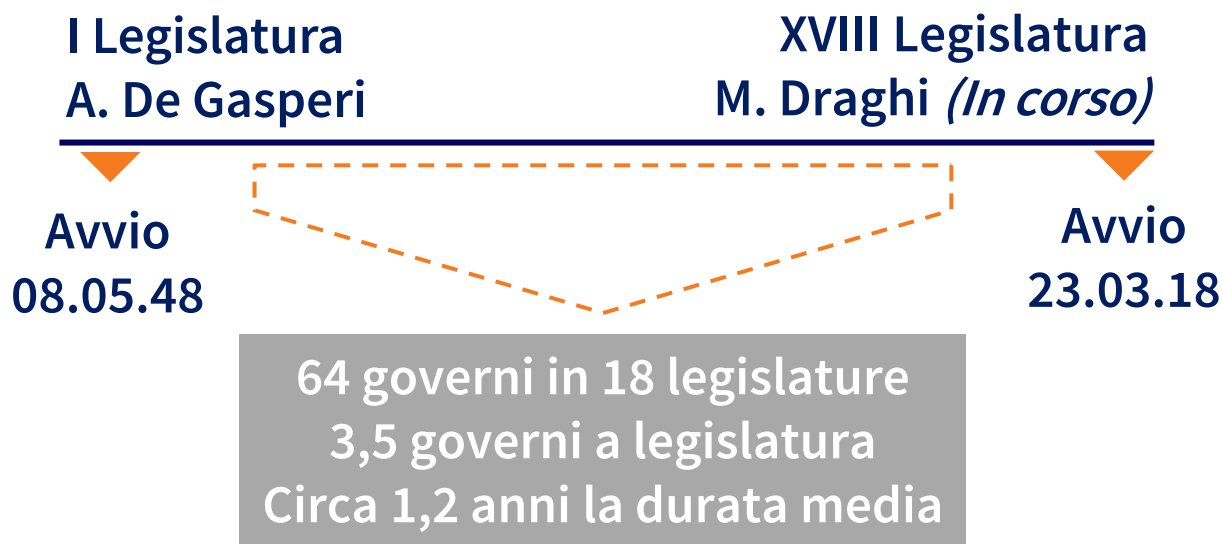 I Legislatura
A. De Gasperi
XVIII Legislatura
M. Draghi (In corso)
Avvio
08.05.48
Avvio
23.03.18
64 governi in 18 legislature
3,5 governi a legislatura
Circa 1,2 anni la durata media